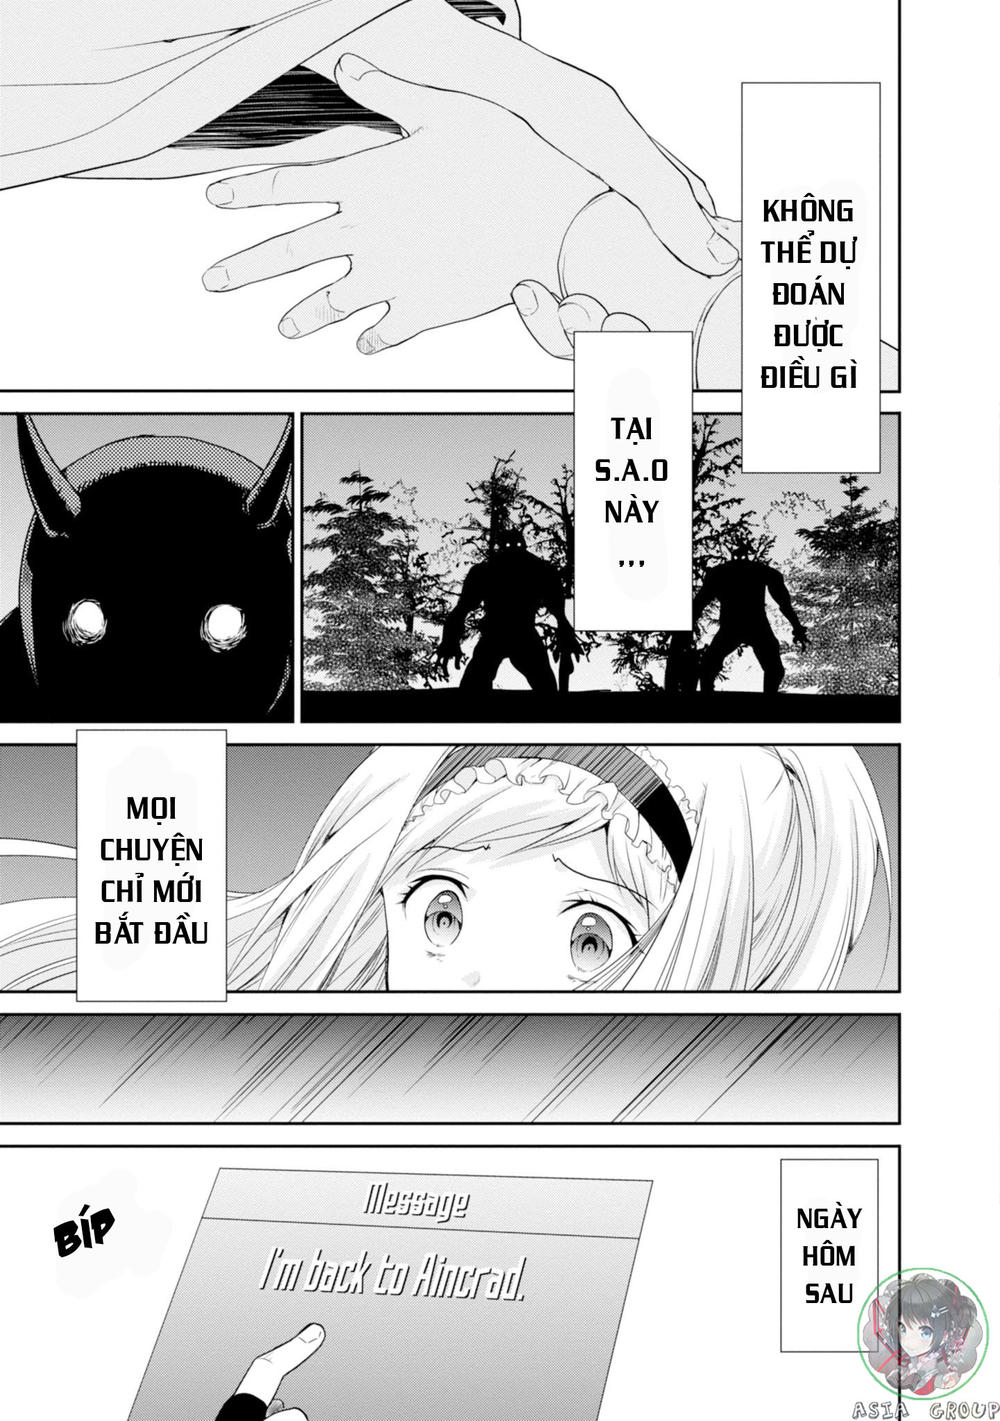 KHÔNG
THỂ DỰ
ĐOÁN
ĐƯỢC
ĐIỀU GÌ
TẠI
S.A.O
NÀY
,,,
MỌI
CHUYỆN
CHỈ MỚI
BẮT ĐẦU
NGÀY
HÔM
SAU
BÍP
Message
I'm back to Aincrad.
ASIA GROUP